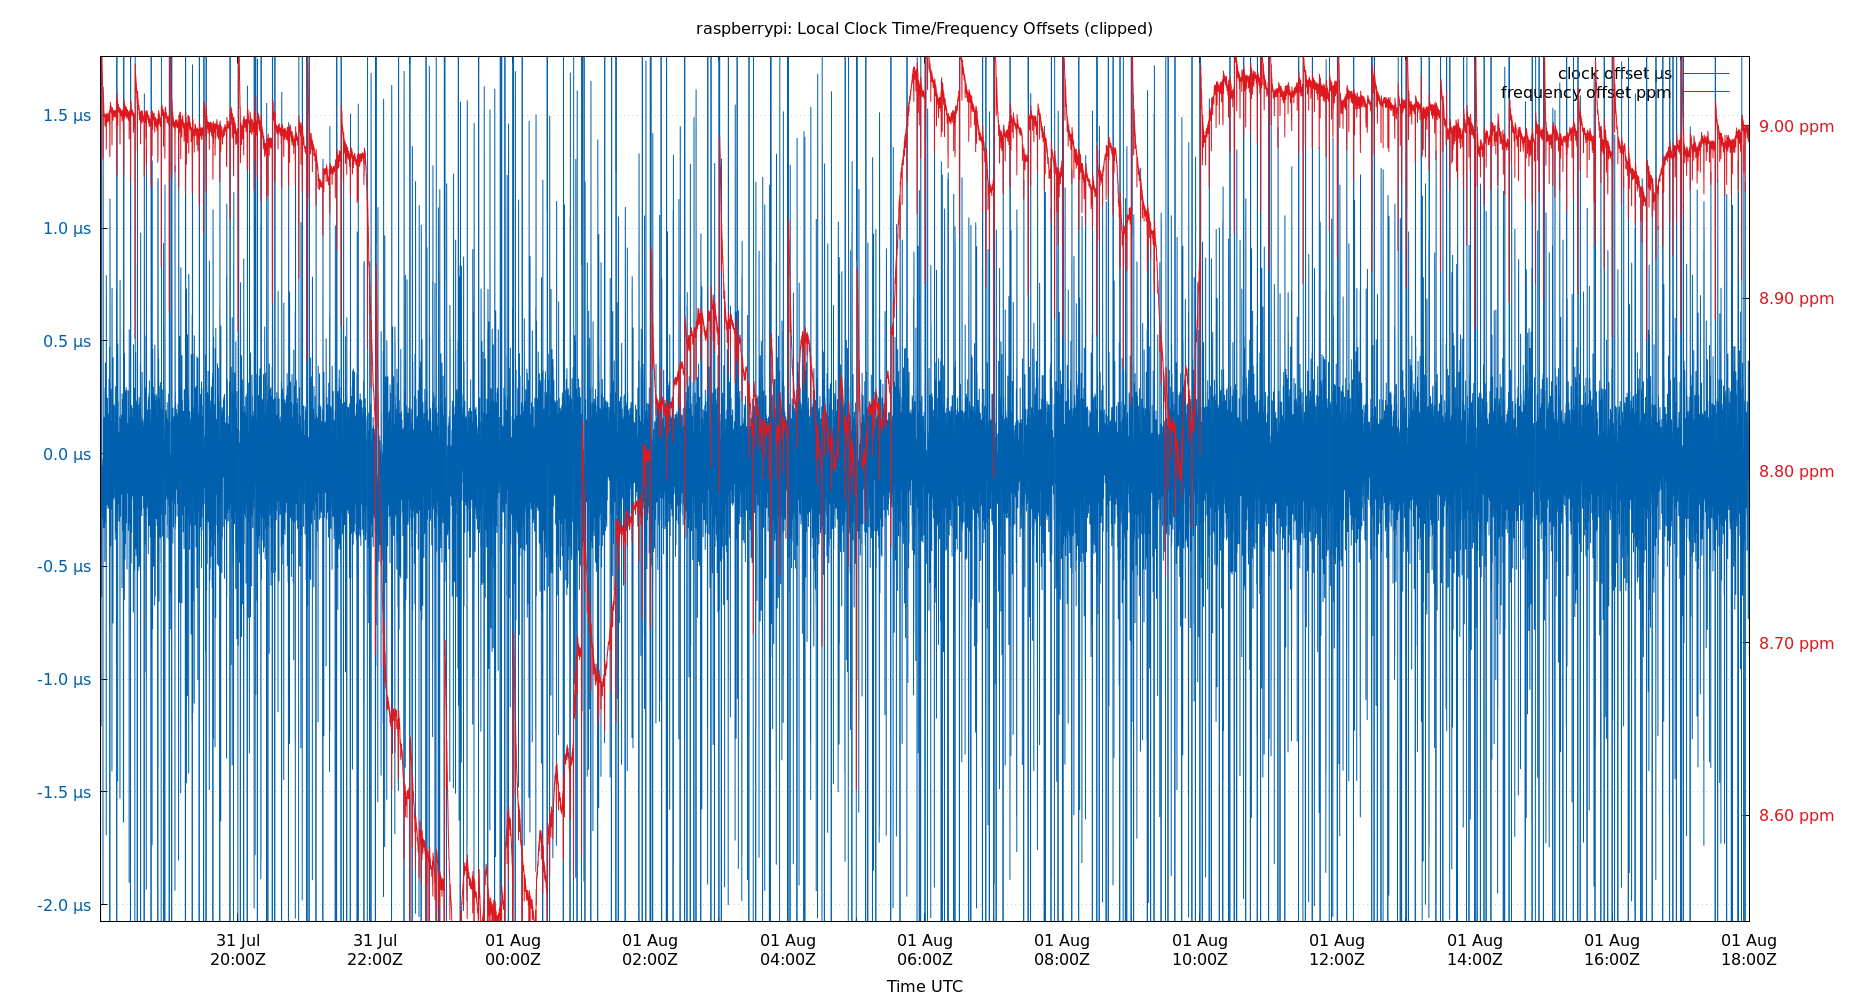 raspberrypi: Local Clock Time/Frequency Offsets (clipped)
clock offset µs
frequency offset ppm
1.5 µs
1.0 µs
0.5 µs
0.0 µs
-0.5 µs
-1.0 µs
-1.5 µs
-2.0 µs
9.00 ppm
8.90 ppm
8.80 ppm
8.70 ppm
8.60 ppm
31 Jul 31 Jul 01 Aug 01 Aug 01 Aug 01 Aug 01 Aug 01 Aug 01 Aug 01 Aug 01 Aug 01 Aug
20:00Z 22:00Z 00:00Z 02:00Z 04:00Z 06:00Z 08:00Z 10:00Z 12:00Z 14:00Z 16:00Z 18:00Z
Time UTC